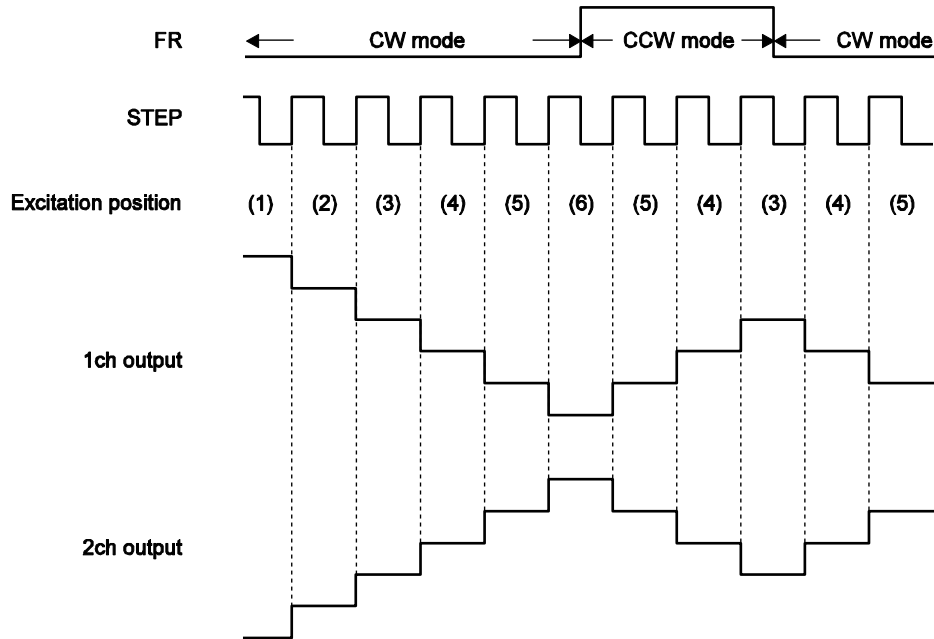 FR
CW mode
CCW mode
CW mode
STEP
Excitation position
(1) (2) (3) (4) (5) (6) (5) (4) (3) (4) (5)
1ch output
2ch output